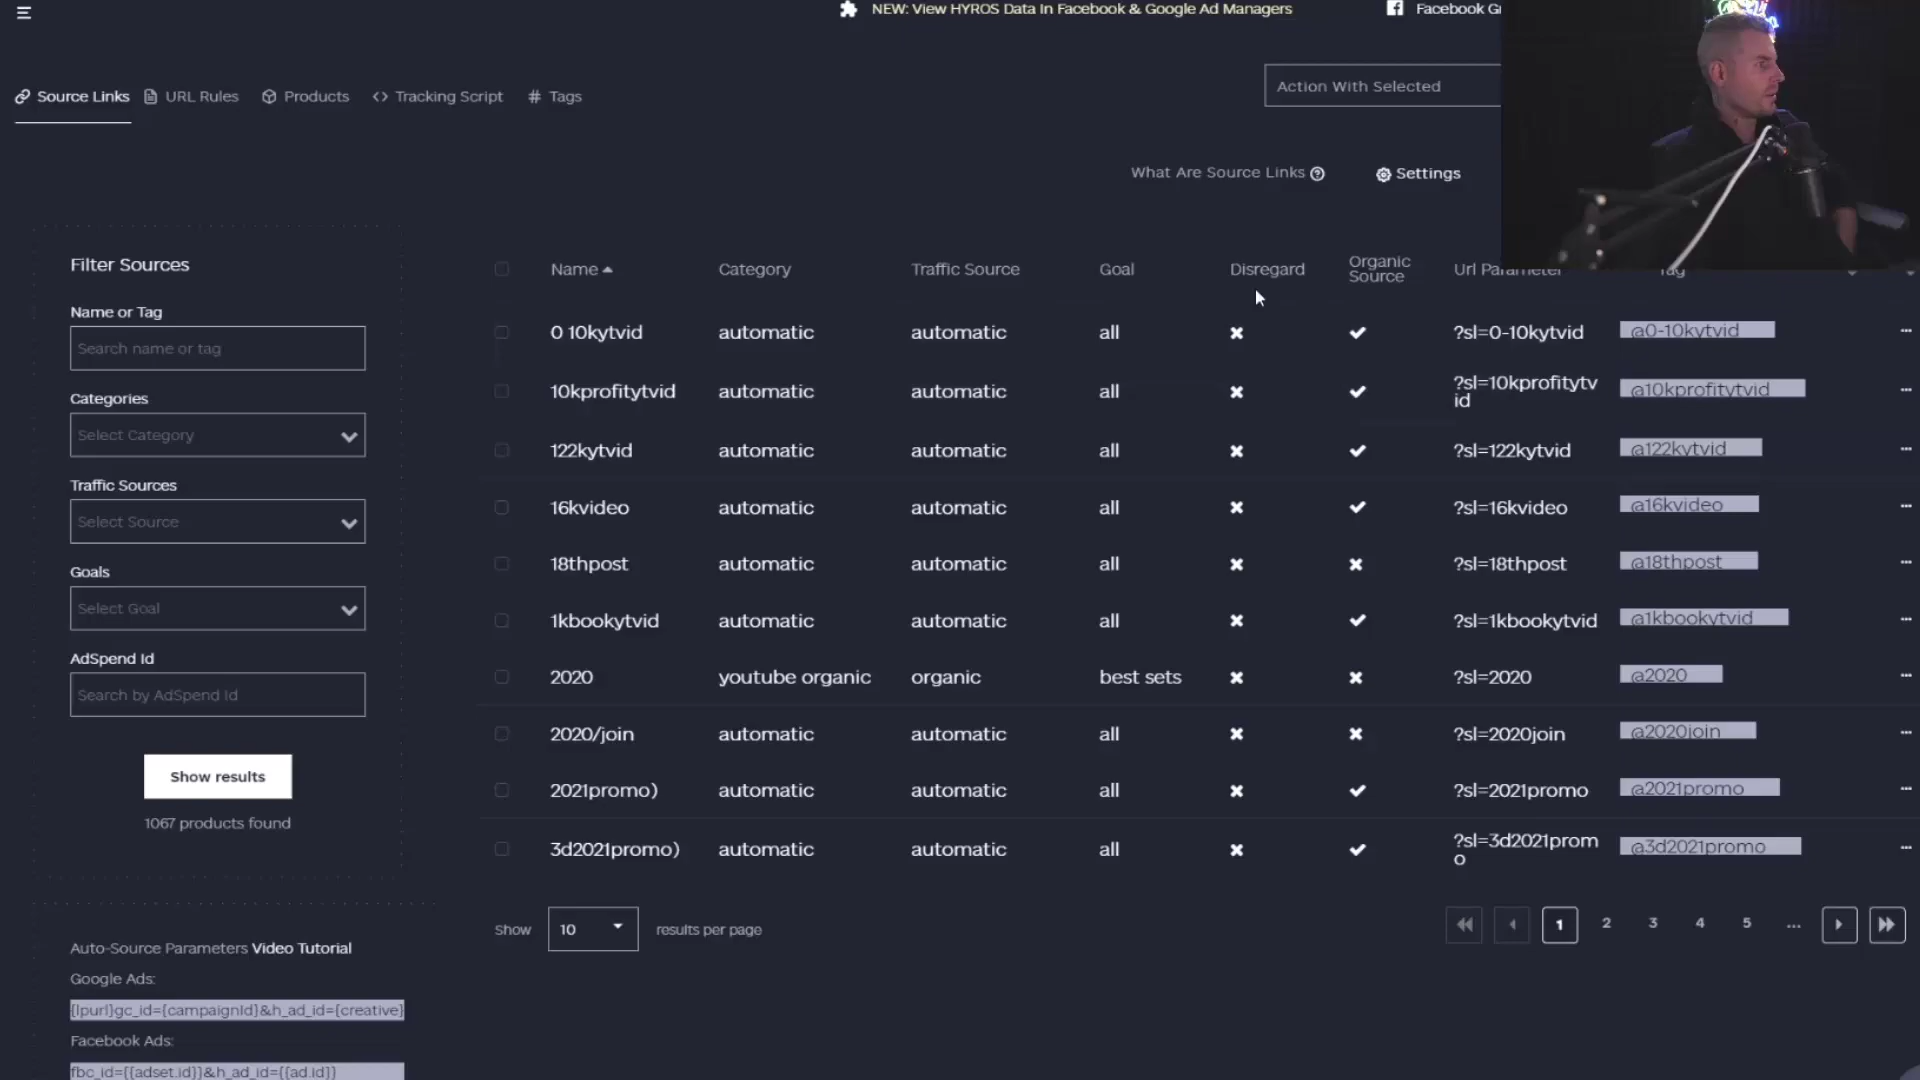 NEW: View HYROS Data In Facebook & Google Ad Managers
Facebook
Source Links
URL Rules
Products
Tracking Script
Tags
Action With Selected
What Are Source Links
Settings
Filter Sources
Name or Tag
Search name or tag
Categories
Select Category
Traffic Sources
Select Source
Goals
Select Goal
AdSpend Id
Search by AdSpend Id
Show results
1067 products found
Auto-Source Parameters Video Tutorial
Google Ads:
{lpurl}gc_id={campaignId}&h_ad_id={creative}
Facebook Ads:
fbc_id={{adset.id}}&h_ad_id={{ad.id}}
Name Category Traffic Source Goal Disregard Organic Source Url Parameter Tag
0 10kytvid automatic automatic all ?sl=0-10kytvid @0-10kytvid
10kprofitytvid automatic automatic all ?sl=10kprofitytv
id @10kprofitytvid
122kytvid automatic automatic all ?sl=122kytvid @122kytvid
16kvideo automatic automatic all ?sl=16kvideo @16kvideo
18thpost automatic automatic all ?sl=18thpost @18thpost
1kbookytvid automatic automatic all ?sl=1kbookytvid @1kbookytvid
2020 youtube organic organic best sets ?sl=2020 @2020
2020/join automatic automatic all ?sl=2020join @2020join
2021promo) automatic automatic all ?sl=2021promo @2021promo
3d2021promo) automatic automatic all ?sl=3d2021prom
o @3d2021promo
Show 10 results per page
1 2 3 4 5 ...